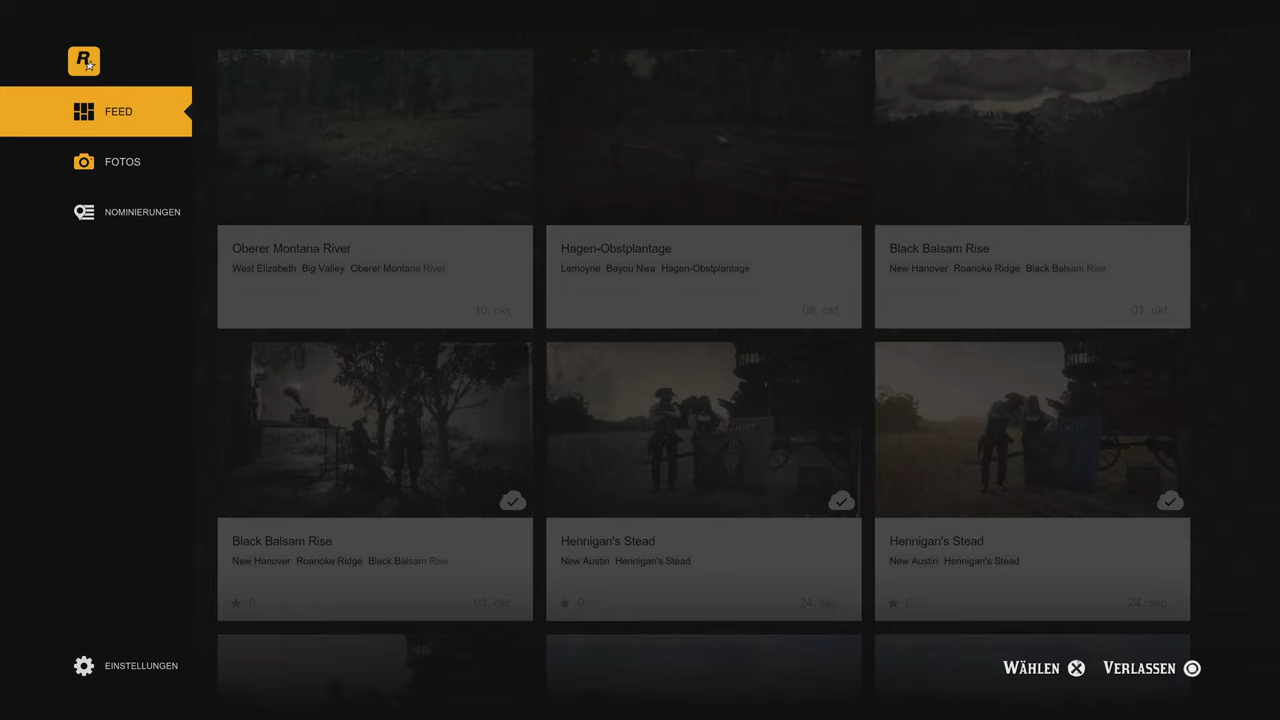 R
FEED
FOTOS
NOMINIERUNGEN
EINSTELLUNGEN
Oberer Montana River
West Elizabeth Big Valley Oberer Montana River
10. okt.
Hagen-Obstplantage
Lemoyne Bayou Nwa Hagen-Obstplantage
08. okt.
Black Balsam Rise
New Hanover Roanoke Ridge Black Balsam Rise
01. okt.
Black Balsam Rise
New Hanover Roanoke Ridge Black Balsam Rise
0
01. okt.
Hennigan's Stead
New Austin Hennigan's Stead
0
24. sep.
Hennigan's Stead
New Austin Hennigan's Stead
0
24. sep.
WÄHLEN
VERLASSEN